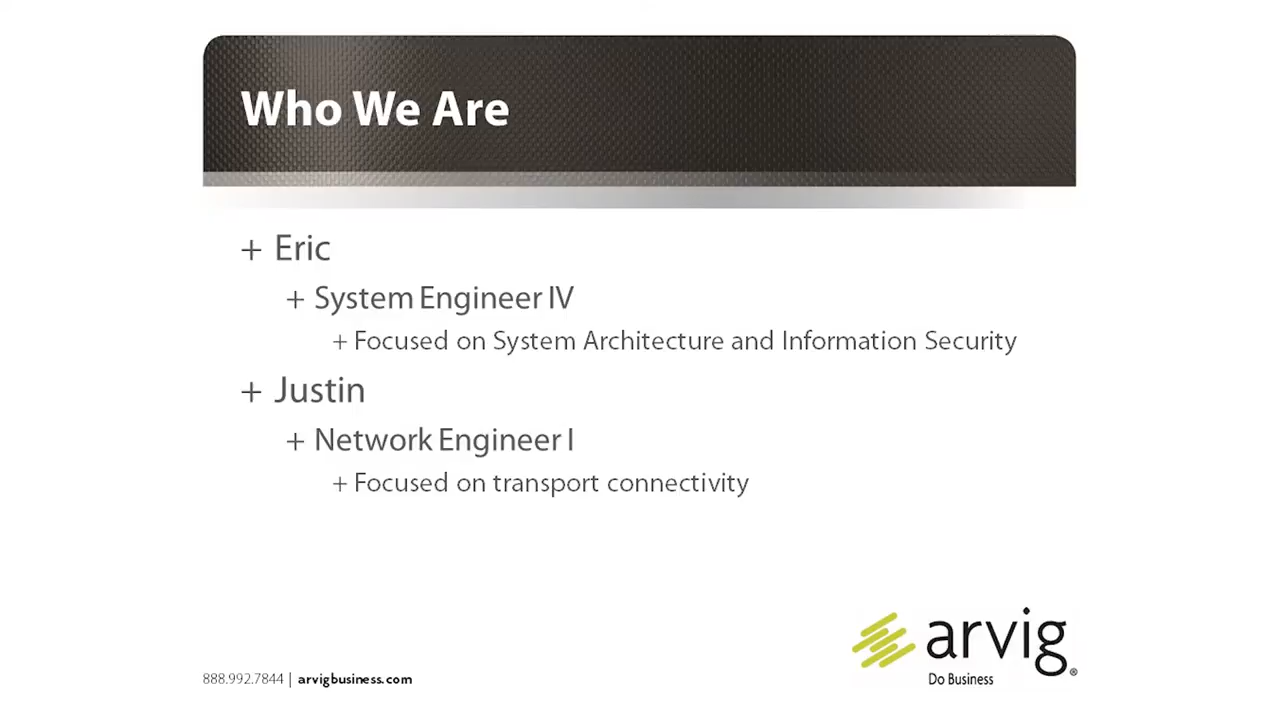 Who We Are
+ Eric
+ System Engineer IV
+ Focused on System Architecture and Information Security
+ Justin
+ Network Engineer I
+ Focused on transport connectivity
arvig®
Do Business
888.992.7844 | arvigbusiness.com